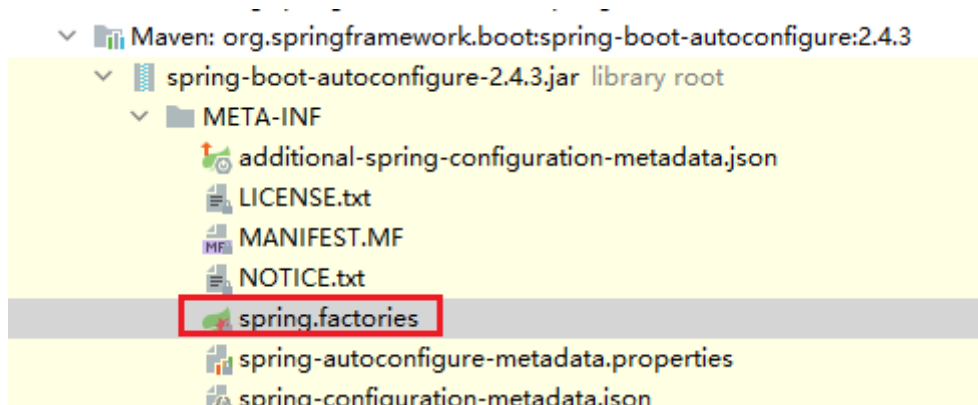 Maven: org.springframework.boot:spring-boot-autoconfigure:2.4.3
spring-boot-autoconfigure-2.4.3.jar library root
META-INF
additional-spring-configuration-metadata.json
LICENSE.txt
MF MANIFEST.MF
NOTICE.txt
spring.factories
spring-autoconfigure-metadata.properties
spring-configuration-metadata.json